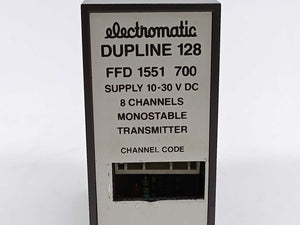 electromatic
DUPLINE 128
FFD 1551 700
SUPPLY 10-30 V DC
8 CHANNELS
MONOSTABLE
TRANSMITTER
CHANNEL CODE